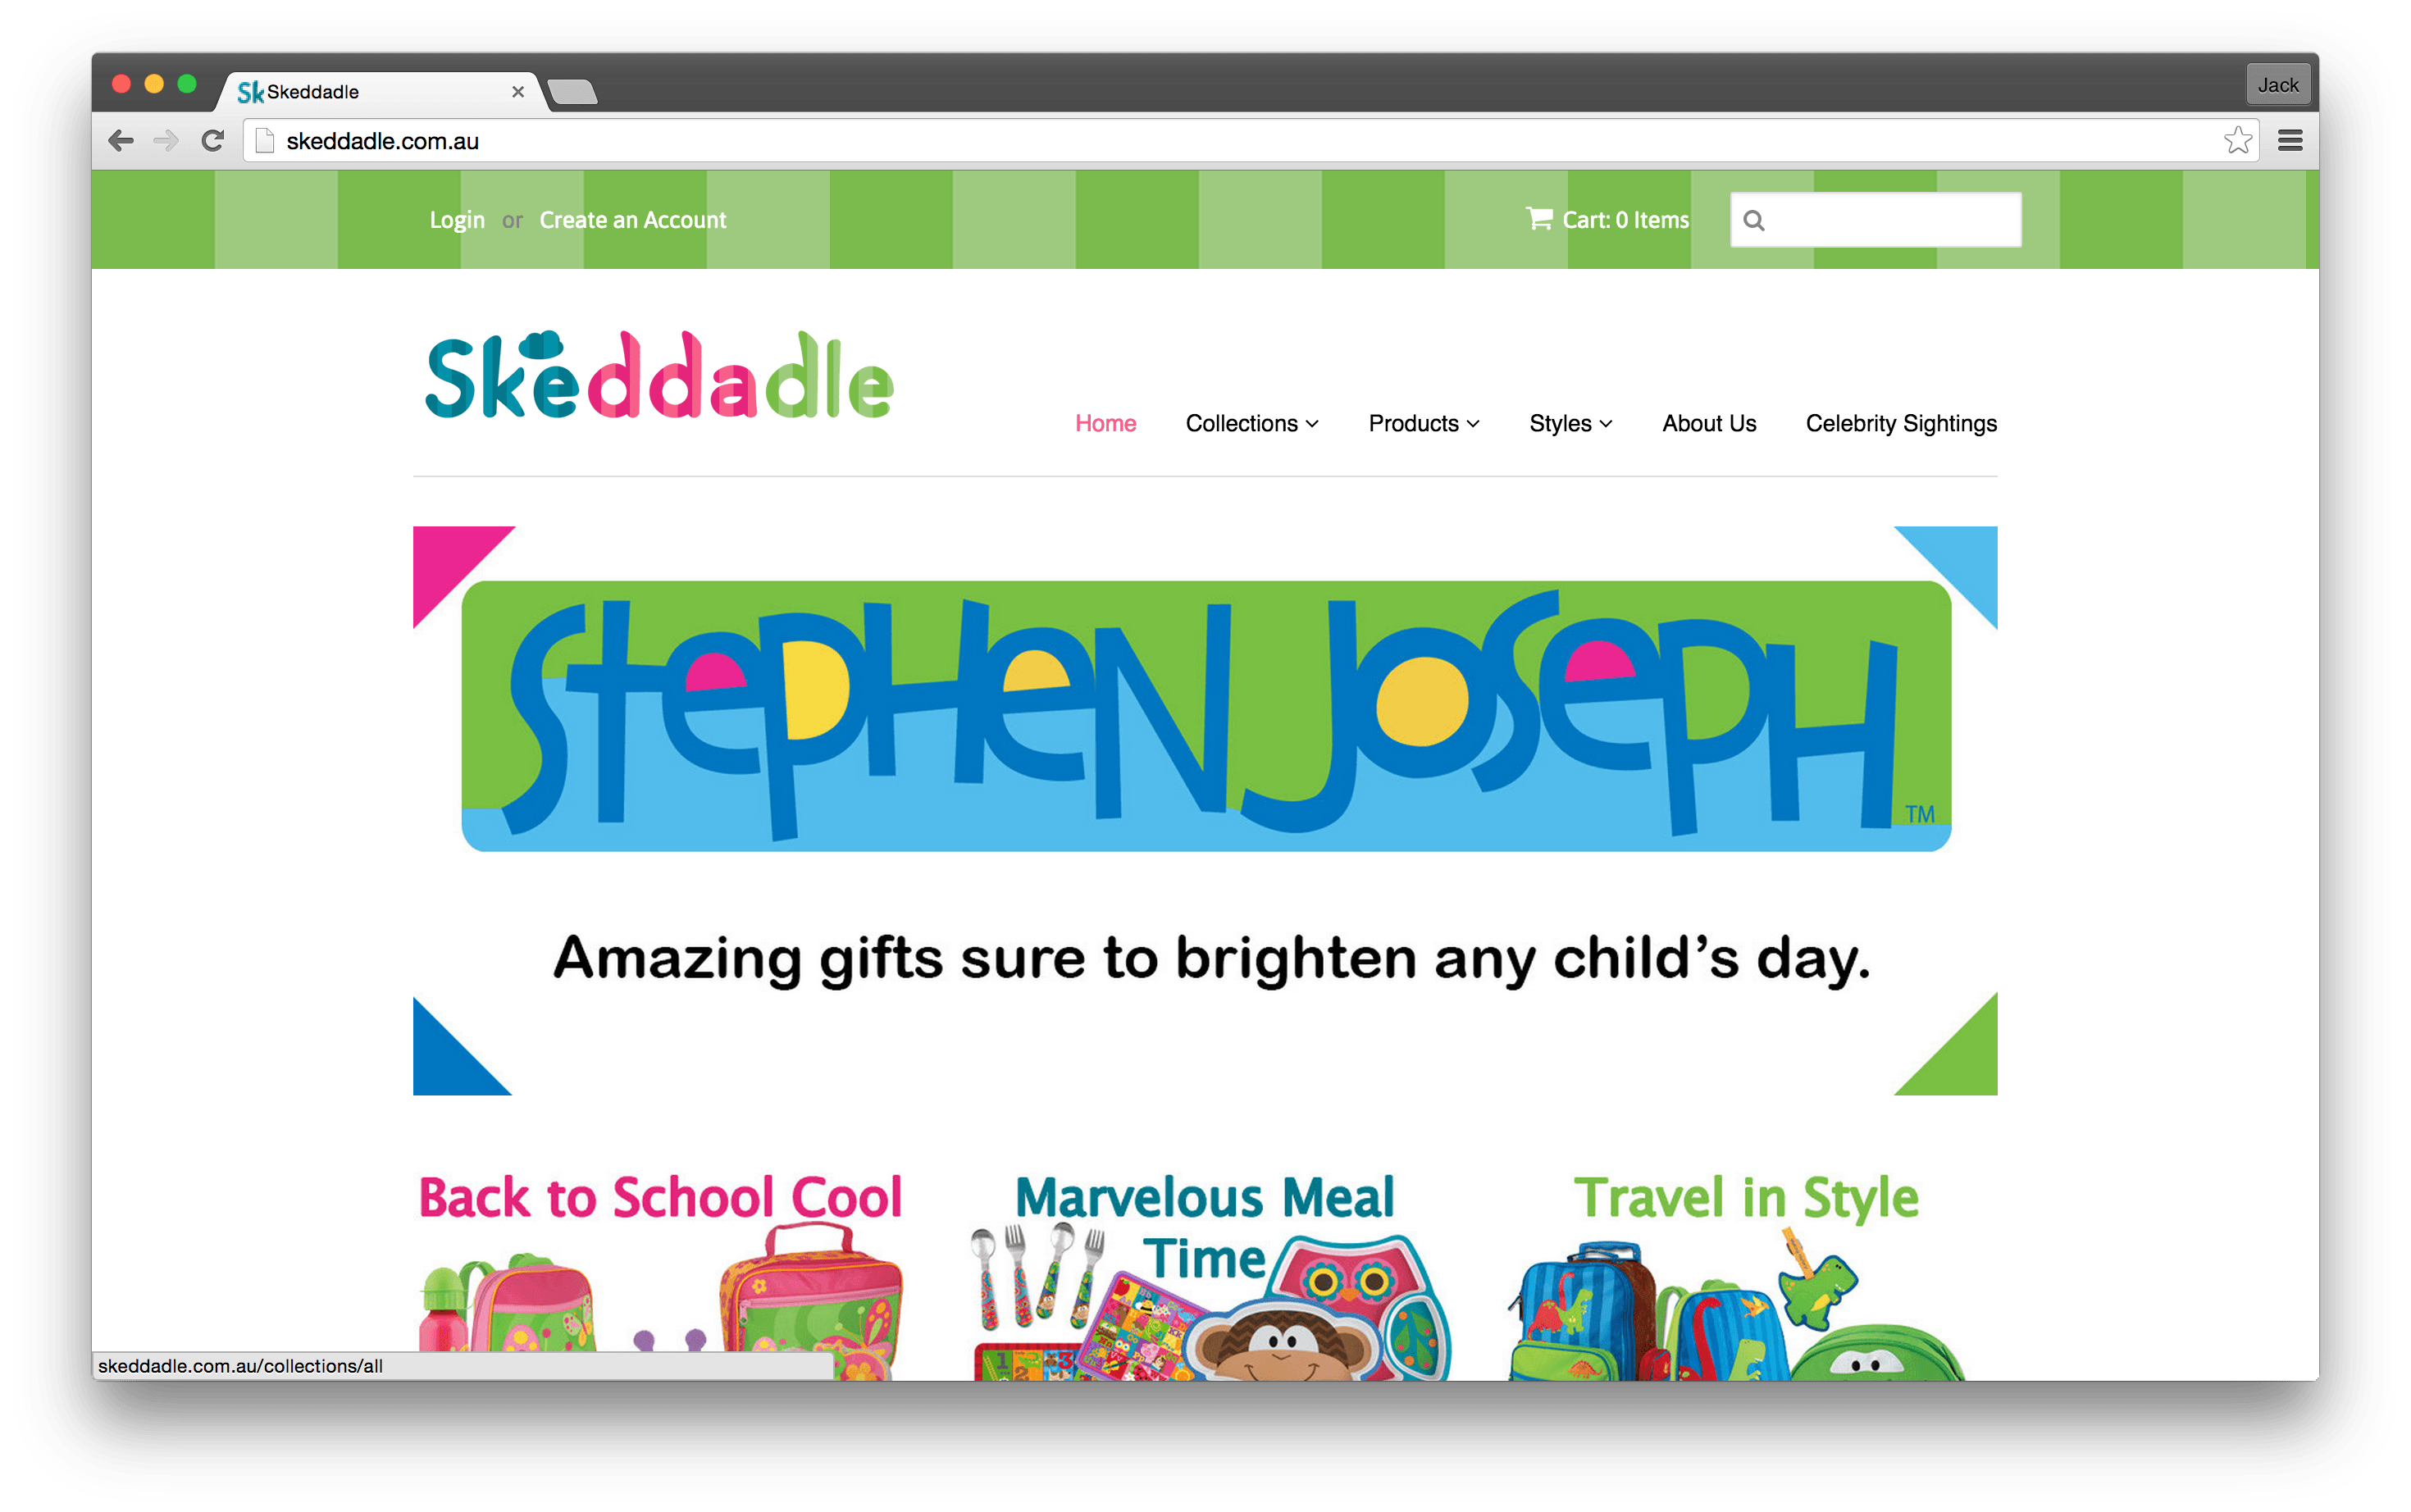 Skeddadle
Jack
skeddadle.com.au
Login or Create an Account
Cart: 0 Items
Skeddadle
Home Collections Products Styles About Us Celebrity Sightings
Stephen Joseph
TM
Amazing gifts sure to brighten any child's day.
Back to School Cool
Marvelous Meal
Time
Travel in Style
skeddadle.com.au/collections/all